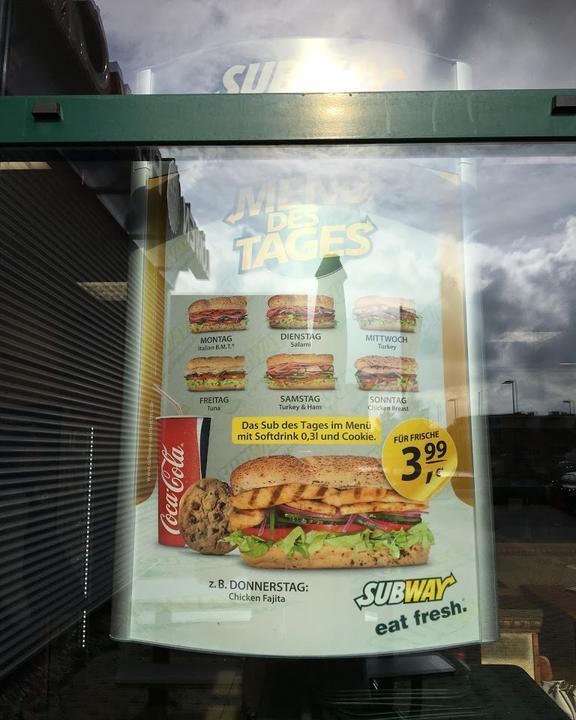 SUBWAY
MENÜ
DES
TAGES
MONTAG
Italian B.M.T.®
DIENSTAG
Salami
MITTWOCH
Turkey
FREITAG
Tuna
SAMSTAG
Turkey & Ham
SONNTAG
Chicken Breast
Das Sub des Tages im Menü
mit Softdrink 0,3l und Cookie.
FÜR FRISCHE
3,99 €
Coca-Cola
z.B. DONNERSTAG:
Chicken Fajita
SUBWAY
eat fresh.